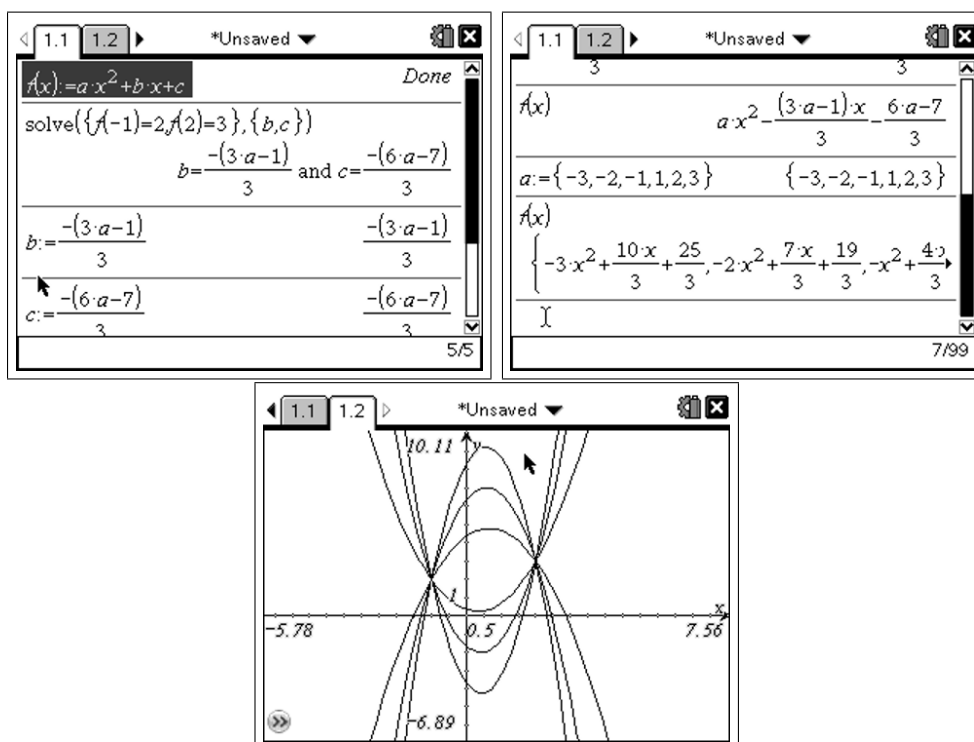 1.1 1.2 *Unsaved
f(x):=a·x²+b·x+c Done
solve({f(-1)=2,f(2)=3},{b,c})
b=-(3·a-1)/3 and c=-(6·a-7)/3
b:=-(3·a-1)/3 -(3·a-1)/3
c:=-(6·a-7)/3 -(6·a-7)/3
5/5
1.1 1.2 *Unsaved
3 3
f(x) a·x²-(3·a-1)·x/3-(6·a-7)/3
a:={-3,-2,-1,1,2,3} {-3,-2,-1,1,2,3}
f(x)
{-3·x²+10·x/3+25/3,-2·x²+7·x/3+19/3,-x²+4·x/3
7/99
1.1 1.2 *Unsaved
10.11 y
1
x
-5.78 0.5 7.56
-6.89